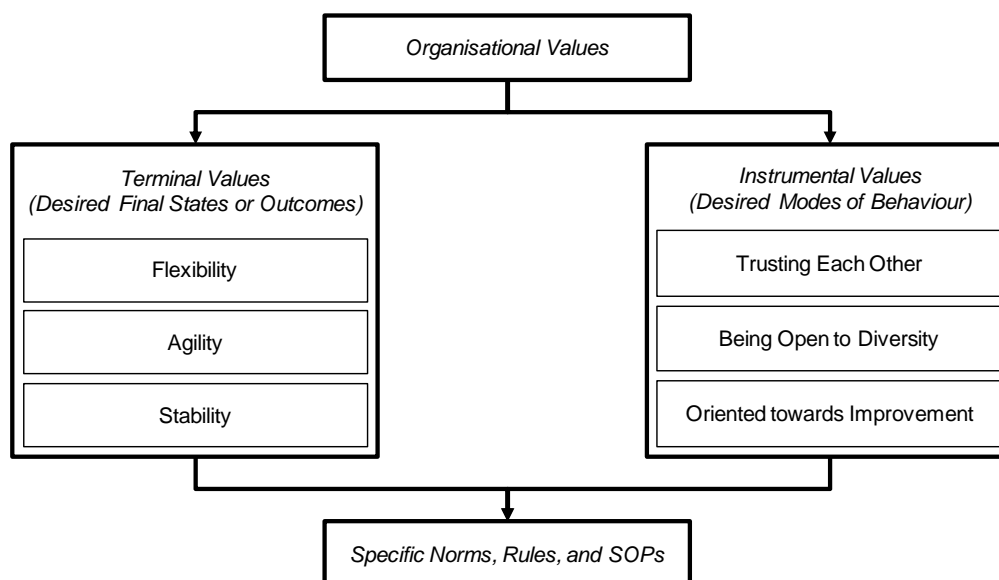 Organisational Values
Terminal Values
(Desired Final States or Outcomes)
Flexibility
Agility
Stability
Instrumental Values
(Desired Modes of Behaviour)
Trusting Each Other
Being Open to Diversity
Oriented towards Improvement
Specific Norms, Rules, and SOPs